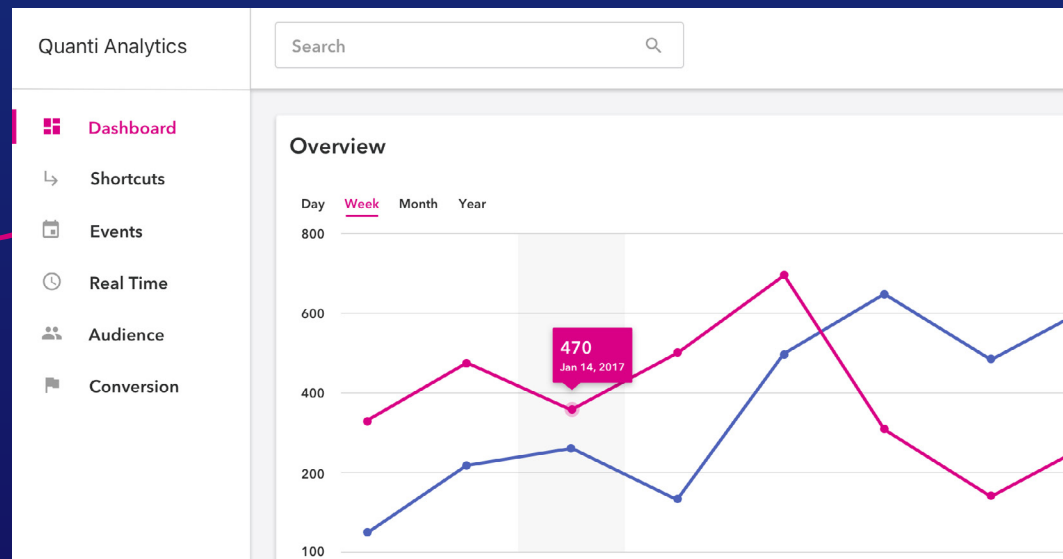 Quanti Analytics
Search
Dashboard
Shortcuts
Events
Real Time
Audience
Conversion
Overview
Day Week Month Year
800
600
470
Jan 14, 2017
400
200
100